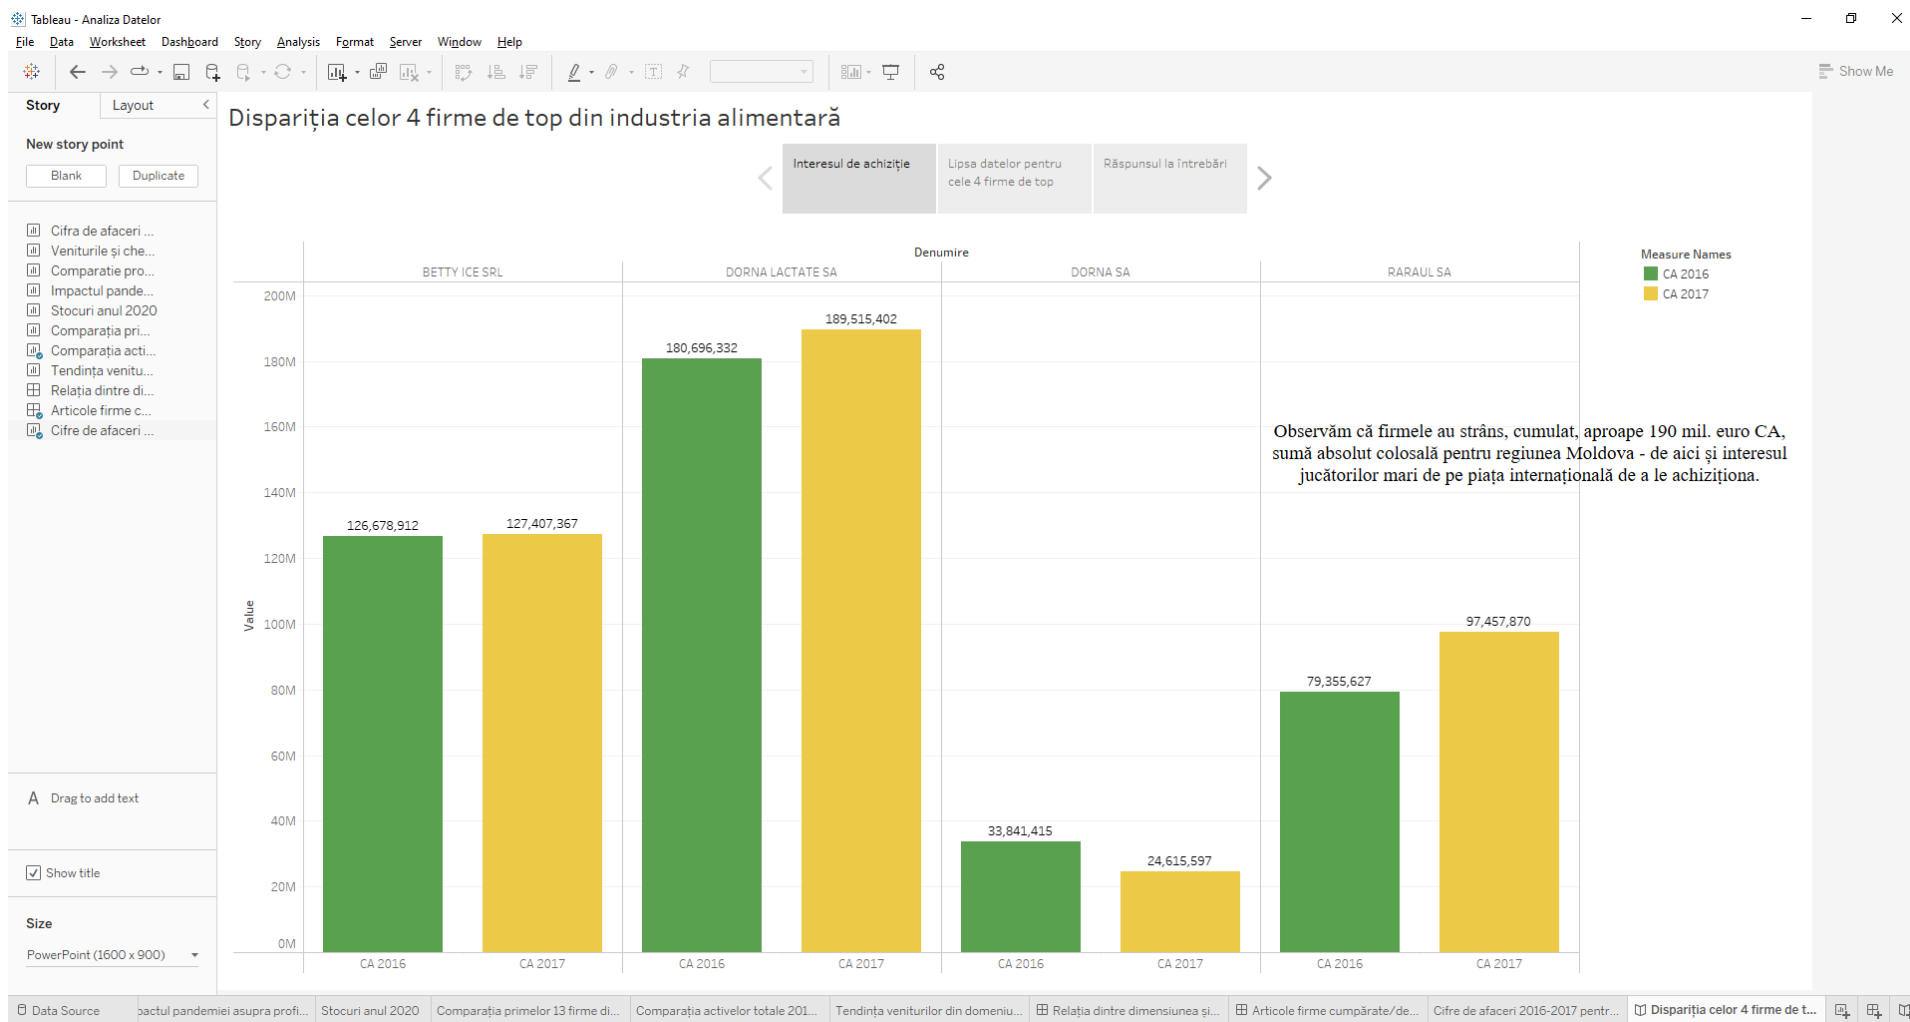 Tableau - Analiza Datelor
File Data Worksheet Dashboard Story Analysis Format Server Window Help
Show Me
Story Layout
New story point
Blank Duplicate
Cifra de afaceri ...
Veniturile și che...
Comparatie pro...
Impactul pande...
Stocuri anul 2020
Comparația pri...
Comparația acti...
Tendința venitu...
Relația dintre di...
Articole firme c...
Cifre de afaceri ...
A Drag to add text
Show title
Size
PowerPoint (1600 x 900)
Dispariția celor 4 firme de top din industria alimentară
Interesul de achiziție
Lipsa datelor pentru
cele 4 firme de top
Răspunsul la întrebări
Denumire
BETTY ICE SRL DORNA LACTATE SA DORNA SA RARAUL SA
Measure Names
CA 2016
CA 2017
Value
200M
180M
160M
140M
120M
100M
80M
60M
40M
20M
0M
126,678,912
127,407,367
180,696,332
189,515,402
33,841,415
24,615,597
79,355,627
97,457,870
Observăm că firmele au strâns, cumulat, aproape 190 mil. euro CA,
sumă absolut colosală pentru regiunea Moldova - de aici și interesul
jucătorilor mari de pe piața internațională de a le achiziționa.
CA 2016 CA 2017 CA 2016 CA 2017 CA 2016 CA 2017 CA 2016 CA 2017
Data Source pactul pandemiei asupra profi... Stocuri anul 2020 Comparația primelor 13 firme di... Comparația activelor totale 201... Tendința veniturilor din domeniu... Relația dintre dimensiunea și... Articole firme cumpărate/de... Cifre de afaceri 2016-2017 pentr... Dispariția celor 4 firme de t...